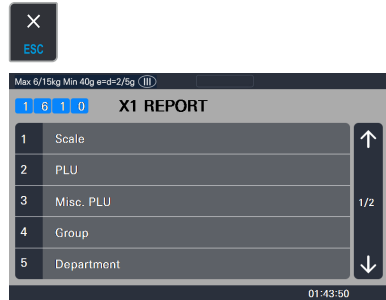 ×
ESC
Max 6/15kg Min 40g e=d=2/5g III
1 6 1 0 X1 REPORT
1 Scale
2 PLU
3 Misc. PLU
1/2
4 Group
5 Department
01:43:50